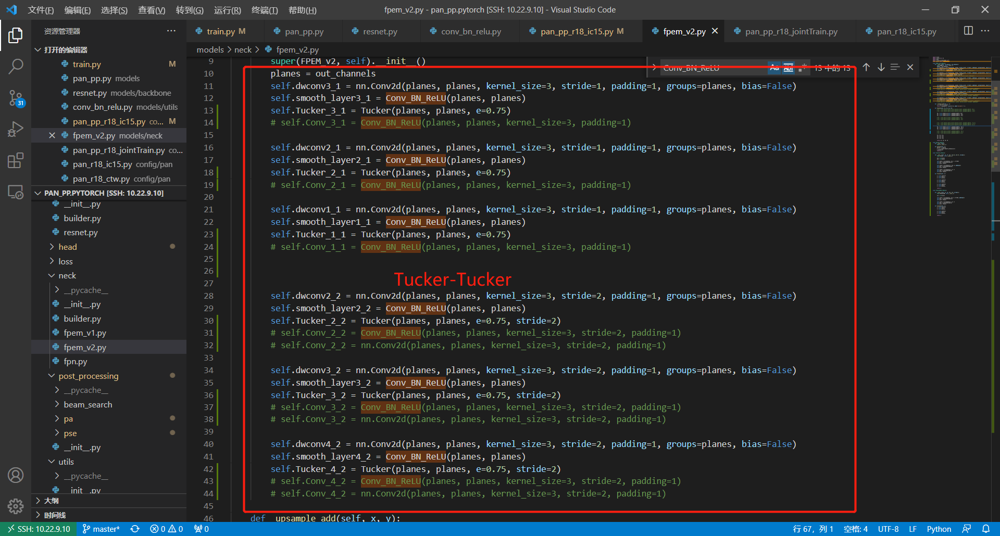 文件(F) 编辑(E) 选择(S) 查看(V) 转到(G) 运行(R) 终端(T) 帮助(H)
fpem_v2.py - pan_pp.pytorch [SSH: 10.22.9.10] - Visual Studio Code
资源管理器
train.py M
pan_pp.py
resnet.py
conv_bn_relu.py
pan_pp_r18_ic15.py M
fpem_v2.py
pan_pp_r18_jointTrain.py
pan_r18_ic15.py
models > neck > fpem_v2.py
Conv_BN_ReLU Aa 13 中的 13
打开的编辑器
train.py M
pan_pp.py models
resnet.py models/backbone
conv_bn_relu.py models/utils
pan_pp_r18_ic15.py co... M
fpem_v2.py models/neck
pan_pp_r18_jointTrain.py co...
pan_r18_ic15.py config/pan
pan_r18_ctw.py config/pan
PAN_PP.PYTORCH [SSH: 10.22.9.10]
__init__.py
builder.py
resnet.py
head
loss
neck
__pycache__
__init__.py
builder.py
fpem_v1.py
fpem_v2.py
fpn.py
post_processing
__pycache__
beam_search
pa
pse
__init__.py
utils
__pycache__
__init__.py
大纲
时间线
31
9 super(FPEM_v2, self).__init__()
10 planes = out_channels
11 self.dwconv3_1 = nn.Conv2d(planes, planes, kernel_size=3, stride=1, padding=1, groups=planes, bias=False)
12 self.smooth_layer3_1 = Conv_BN_ReLU(planes, planes)
13 self.Tucker_3_1 = Tucker(planes, planes, e=0.75)
14 # self.Conv_3_1 = Conv_BN_ReLU(planes, planes, kernel_size=3, padding=1)
15
16 self.dwconv2_1 = nn.Conv2d(planes, planes, kernel_size=3, stride=1, padding=1, groups=planes, bias=False)
17 self.smooth_layer2_1 = Conv_BN_ReLU(planes, planes)
18 self.Tucker_2_1 = Tucker(planes, planes, e=0.75)
19 # self.Conv_2_1 = Conv_BN_ReLU(planes, planes, kernel_size=3, padding=1)
20
21 self.dwconv1_1 = nn.Conv2d(planes, planes, kernel_size=3, stride=1, padding=1, groups=planes, bias=False)
22 self.smooth_layer1_1 = Conv_BN_ReLU(planes, planes)
23 self.Tucker_1_1 = Tucker(planes, planes, e=0.75)
24 # self.Conv_1_1 = Conv_BN_ReLU(planes, planes, kernel_size=3, padding=1)
25
26
Tucker-Tucker
27
28 self.dwconv2_2 = nn.Conv2d(planes, planes, kernel_size=3, stride=2, padding=1, groups=planes, bias=False)
29 self.smooth_layer2_2 = Conv_BN_ReLU(planes, planes)
30 self.Tucker_2_2 = Tucker(planes, planes, e=0.75, stride=2)
31 # self.Conv_2_2 = Conv_BN_ReLU(planes, planes, kernel_size=3, stride=2, padding=1)
32 # self.Conv_2_2 = nn.Conv2d(planes, planes, kernel_size=3, stride=2, padding=1)
33
34 self.dwconv3_2 = nn.Conv2d(planes, planes, kernel_size=3, stride=2, padding=1, groups=planes, bias=False)
35 self.smooth_layer3_2 = Conv_BN_ReLU(planes, planes)
36 self.Tucker_3_2 = Tucker(planes, planes, e=0.75, stride=2)
37 # self.Conv_3_2 = Conv_BN_ReLU(planes, planes, kernel_size=3, stride=2, padding=1)
38 # self.Conv_3_2 = nn.Conv2d(planes, planes, kernel_size=3, stride=2, padding=1)
39
40 self.dwconv4_2 = nn.Conv2d(planes, planes, kernel_size=3, stride=2, padding=1, groups=planes, bias=False)
41 self.smooth_layer4_2 = Conv_BN_ReLU(planes, planes)
42 self.Tucker_4_2 = Tucker(planes, planes, e=0.75, stride=2)
43 # self.Conv_4_2 = Conv_BN_ReLU(planes, planes, kernel_size=3, stride=2, padding=1)
44 # self.Conv_4_2 = nn.Conv2d(planes, planes, kernel_size=3, stride=2, padding=1)
45
46 def _upsample_add(self, x, y):
SSH: 10.22.9.10 master* 0 0 0
行 67，列 1 空格: 4 UTF-8 LF Python